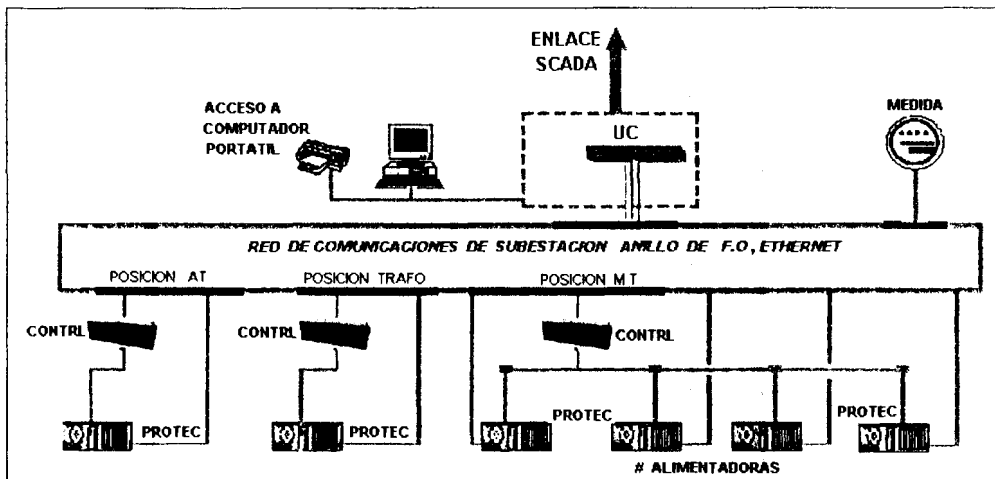 ENLACE
SCADA
ACCESO A
COMPUTADOR
PORTATIL
UC
MEDIDA
RED DE COMUNICACIONES DE SUBESTACION ANILLO DE F.O, ETHERNET
POSICION AT
POSICION TRAFO
POSICION MT
CONTRL
CONTRL
CONTRL
PROTEC
PROTEC
PROTEC
PROTEC
# ALIMENTADORAS